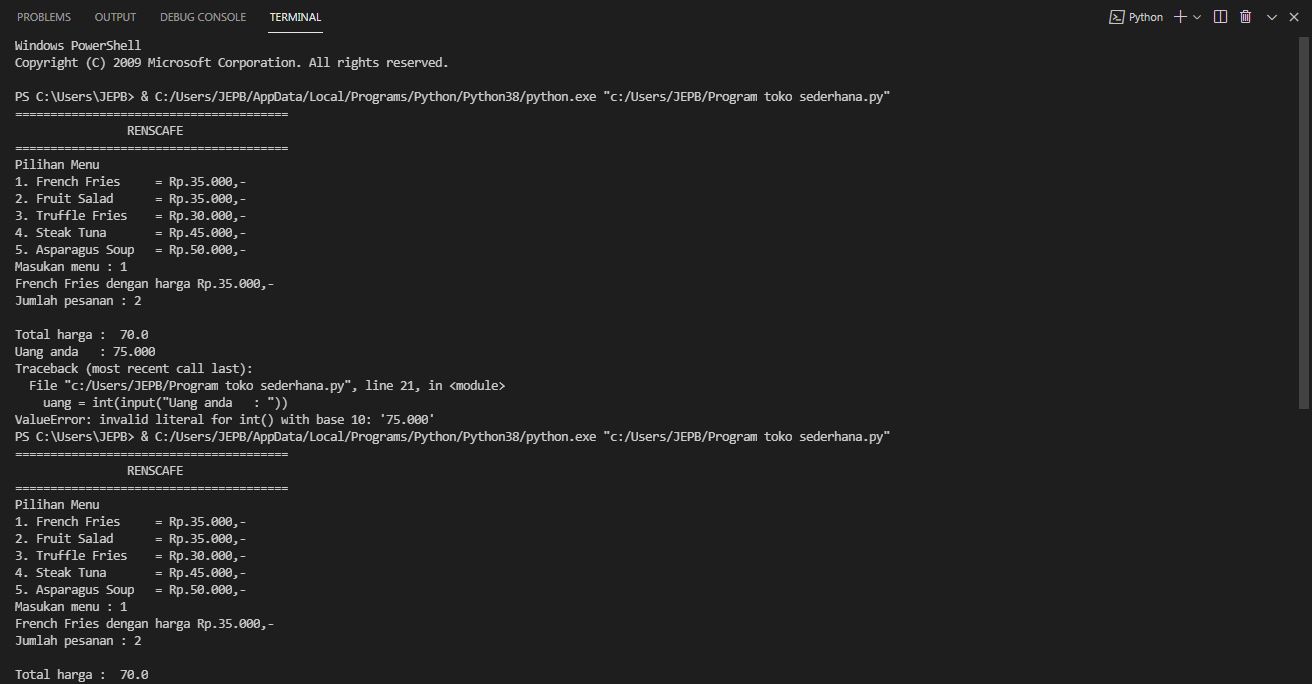 PROBLEMS OUTPUT DEBUG CONSOLE TERMINAL Python
Windows PowerShell
Copyright (C) 2009 Microsoft Corporation. All rights reserved.
PS C:\Users\JEPB> & C:/Users/JEPB/AppData/Local/Programs/Python/Python38/python.exe "c:/Users/JEPB/Program toko sederhana.py"
=======================================
RENSCAFE
=======================================
Pilihan Menu
1. French Fries     = Rp.35.000,-
2. Fruit Salad      = Rp.35.000,-
3. Truffle Fries    = Rp.30.000,-
4. Steak Tuna       = Rp.45.000,-
5. Asparagus Soup   = Rp.50.000,-
Masukan menu : 1
French Fries dengan harga Rp.35.000,-
Jumlah pesanan : 2
Total harga :  70.0
Uang anda   : 75.000
Traceback (most recent call last):
  File "c:/Users/JEPB/Program toko sederhana.py", line 21, in <module>
    uang = int(input("Uang anda   : "))
ValueError: invalid literal for int() with base 10: '75.000'
PS C:\Users\JEPB> & C:/Users/JEPB/AppData/Local/Programs/Python/Python38/python.exe "c:/Users/JEPB/Program toko sederhana.py"
=======================================
RENSCAFE
=======================================
Pilihan Menu
1. French Fries     = Rp.35.000,-
2. Fruit Salad      = Rp.35.000,-
3. Truffle Fries    = Rp.30.000,-
4. Steak Tuna       = Rp.45.000,-
5. Asparagus Soup   = Rp.50.000,-
Masukan menu : 1
French Fries dengan harga Rp.35.000,-
Jumlah pesanan : 2
Total harga :  70.0